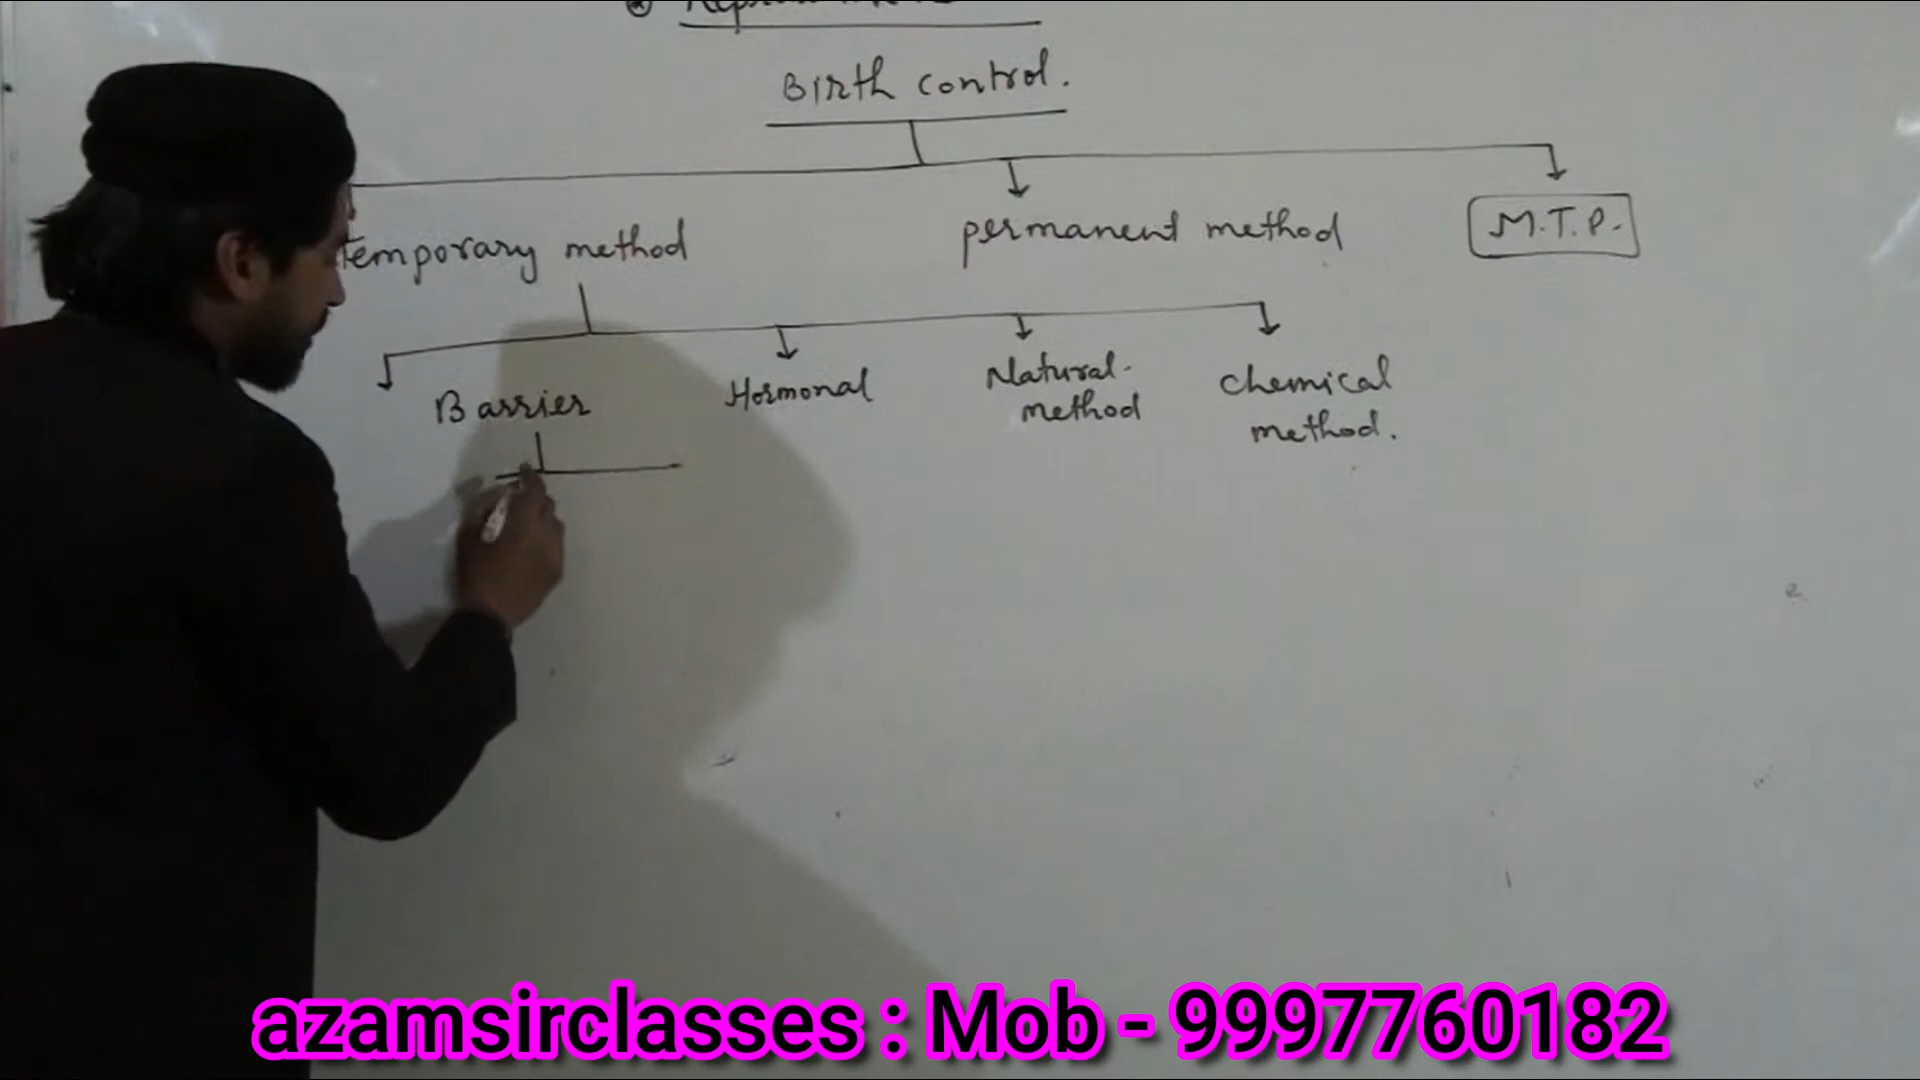 Birth control.
Temporary method permanent method M.T.P.
Barrier Hormonal Natural chemical
method method.
azamsirclasses : Mob - 9997760182